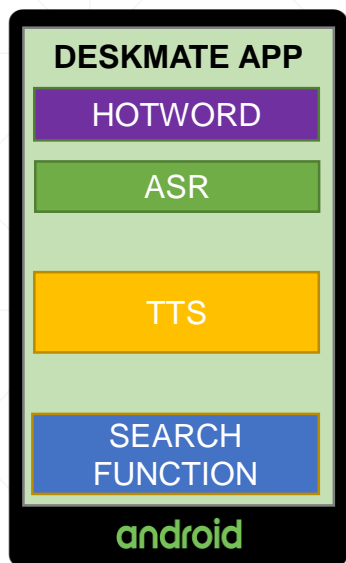 DESKMATE APP
HOTWORD
ASR
TTS
SEARCH
FUNCTION
android